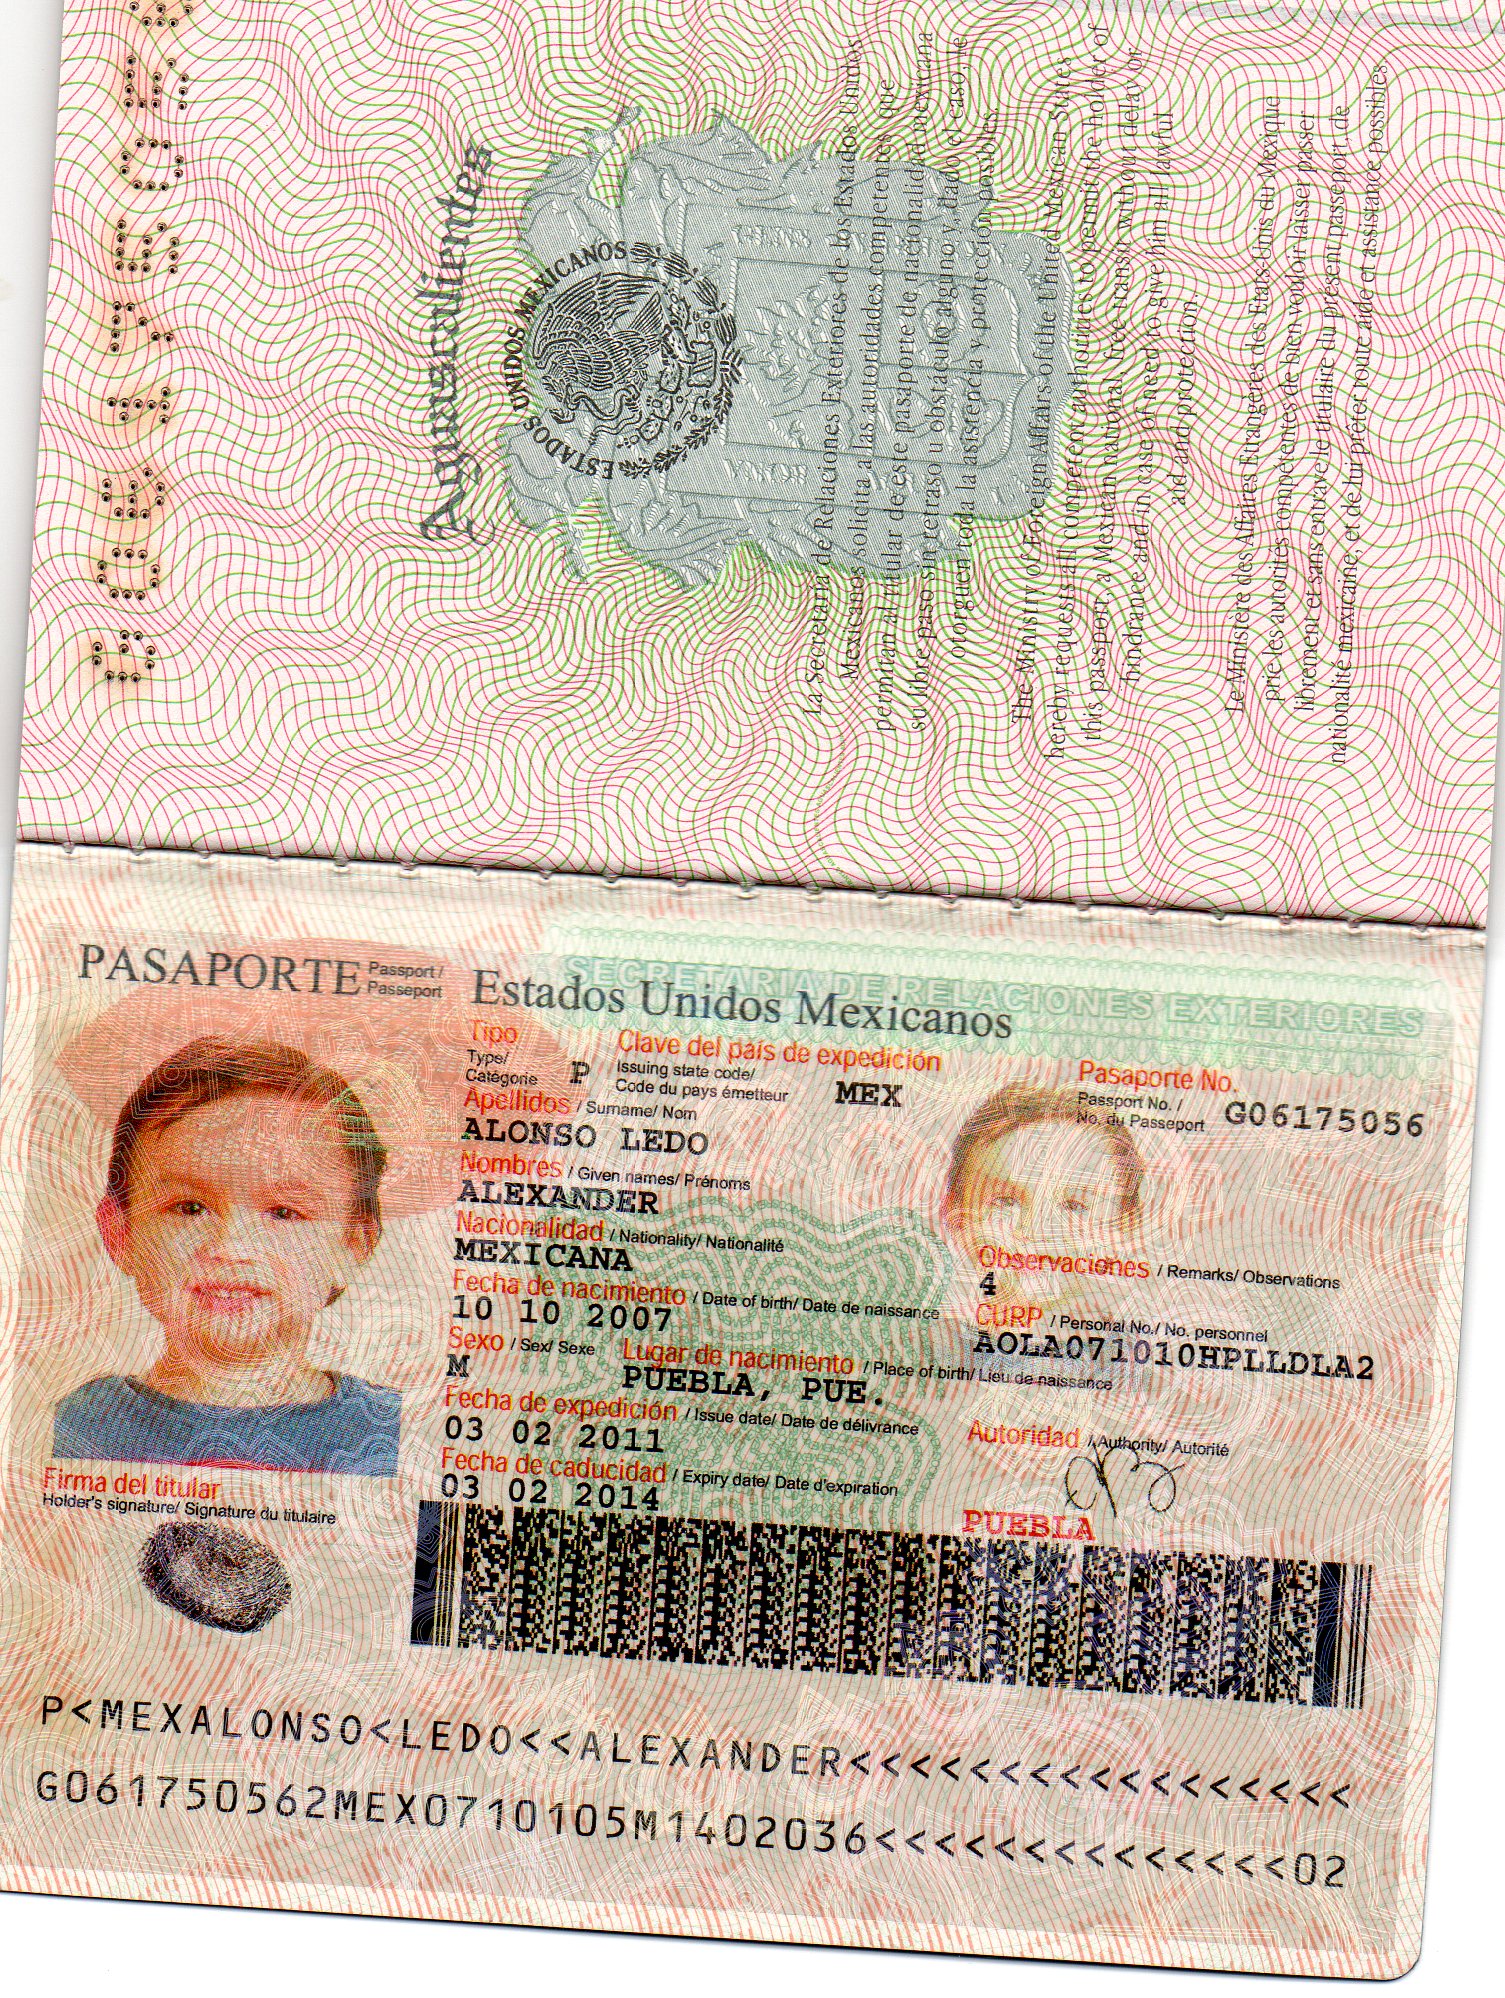 Aguascalientes
ESTADOS UNIDOS MEXICANOS
La Secretaría de Relaciones Exteriores de los Estados Unidos
Mexicanos solicita a las autoridades competentes que
permitan al titular de este pasaporte de nacionalidad mexicana
su libre paso sin retraso u obstáculo alguno y, dado el caso, le
otorguen toda la asistencia y protección posibles.
The Ministry of Foreign Affairs of the United Mexican States
hereby requests all competent authorities to permit the holder of
this passport, a Mexican national, free transit without delay or
hindrance and in case of need to give him all lawful
aid and protection.
Le Ministère des Affaires Etrangères des Etats-Unis du Mexique
prie les autorités compétentes de bien vouloir laisser passer
librement et sans entrave le titulaire du présent passeport de
nationalité mexicaine, et de lui prêter toute aide et assistance possibles.
SECRETARIA DE RELACIONES EXTERIORES
PASAPORTE Passport / Passeport
Estados Unidos Mexicanos
Tipo
Type/
Catégorie
P
Clave del país de expedición
Issuing state code/
Code du pays émetteur
MEX
Pasaporte No.
Passport No. /
No. du Passeport
G06175056
Apellidos / Surname/ Nom
ALONSO LEDO
Nombres / Given names/ Prénoms
ALEXANDER
Nacionalidad / Nationality/ Nationalité
MEXICANA
Observaciones / Remarks/ Observations
4
Fecha de nacimiento / Date of birth/ Date de naissance
10 10 2007
CURP / Personal No./ No. personnel
AOLA071010HPLLDLA2
Sexo / Sex/ Sexe
M
Lugar de nacimiento / Place of birth/ Lieu de naissance
PUEBLA, PUE.
Fecha de expedición / Issue date/ Date de délivrance
03 02 2011
Autoridad / Authority/ Autorité
Fecha de caducidad / Expiry date/ Date d'expiration
03 02 2014
PUEBLA
Firma del titular
Holder's signature/ Signature du titulaire
P<MEXALONSO<LEDO<<ALEXANDER<<<<<<<<<<<<<<<<<
G061750562MEX0710105M1402036<<<<<<<<<<<<<<02